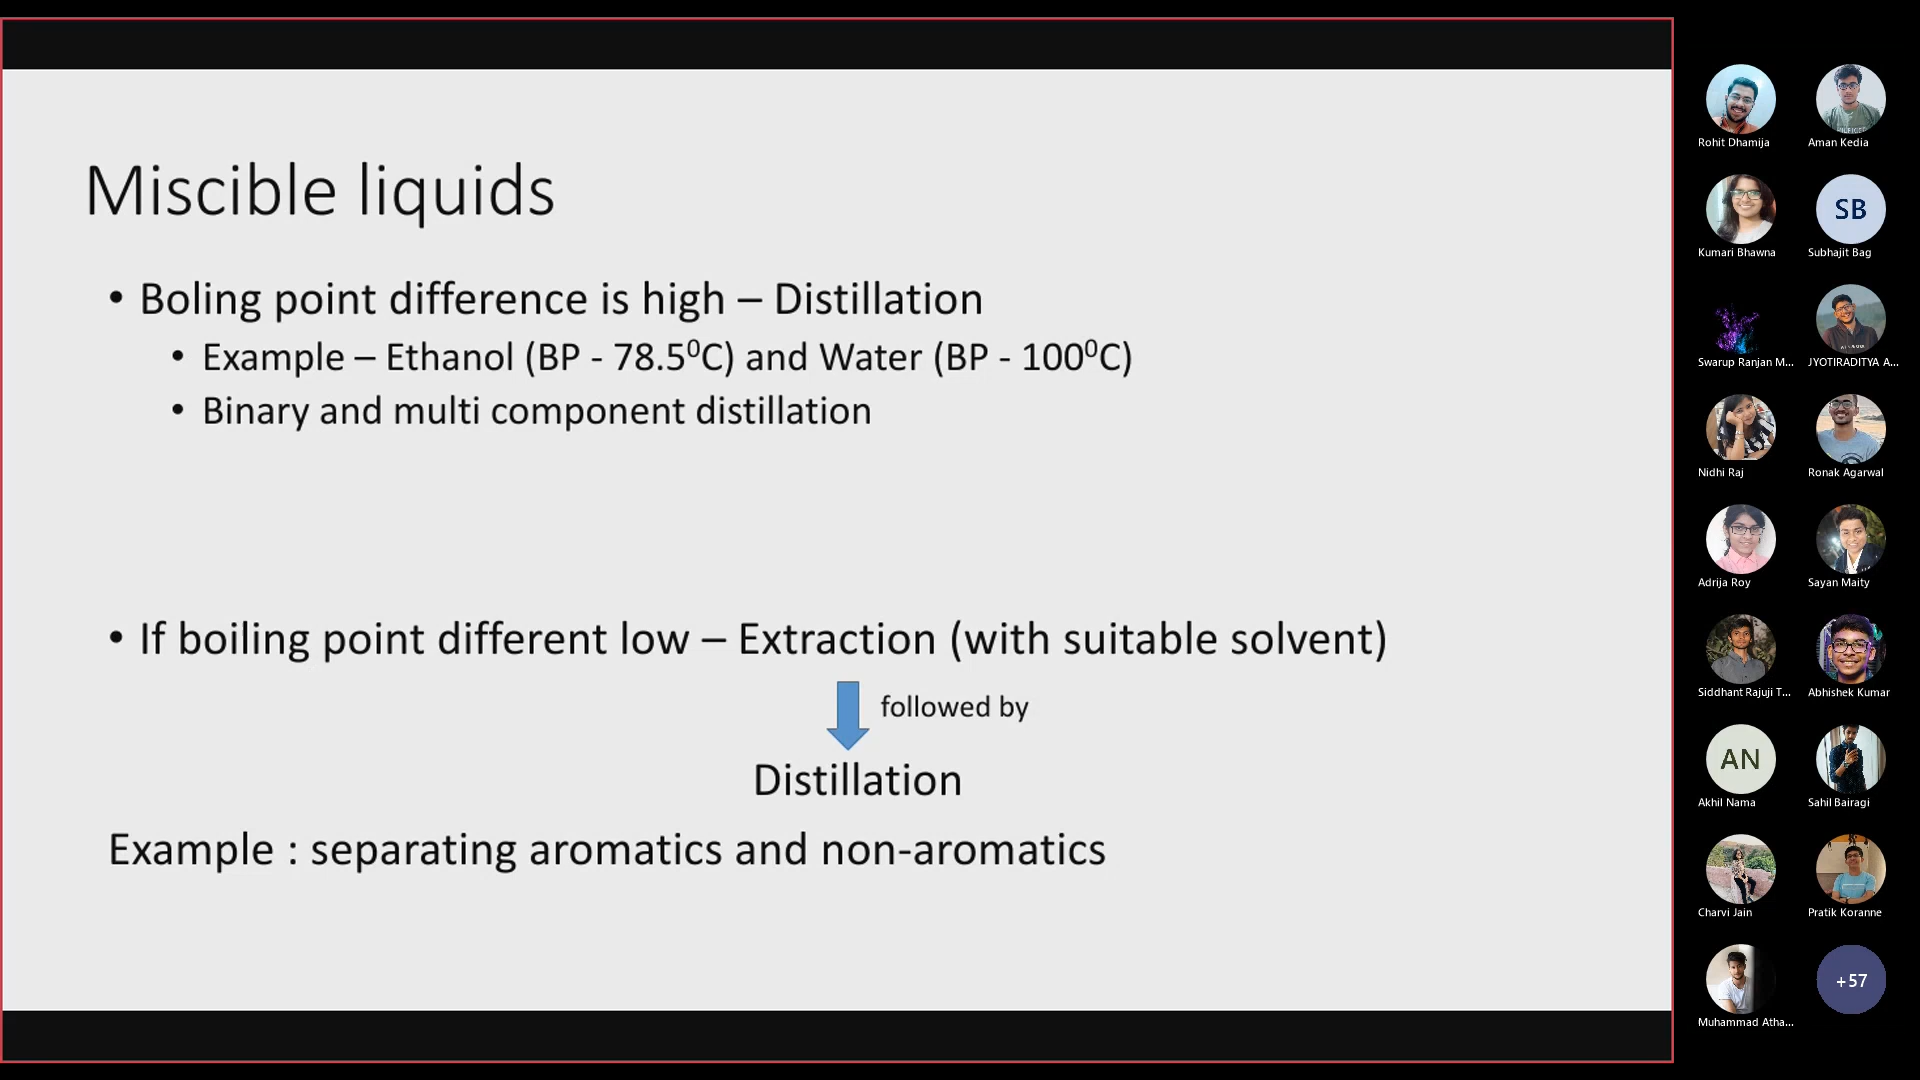 Miscible liquids
• Boling point difference is high – Distillation
• Example – Ethanol (BP - 78.5⁰C) and Water (BP - 100⁰C)
• Binary and multi component distillation
• If boiling point different low – Extraction (with suitable solvent)
followed by
Distillation
Example : separating aromatics and non-aromatics
Rohit Dhamija
Aman Kedia
Kumari Bhawna
SB
Subhajit Bag
Swarup Ranjan M...
JYOTIRADITYA A...
Nidhi Raj
Ronak Agarwal
Adrija Roy
Sayan Maity
Siddhant Rajuji T...
Abhishek Kumar
AN
Akhil Nama
Sahil Bairagi
Charvi Jain
Pratik Koranne
Muhammad Atha...
+57